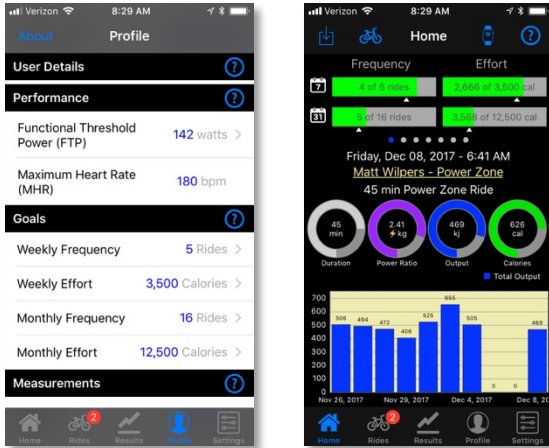 Verizon 8:29 AM
About Profile
User Details ?
Performance ?
Functional Threshold
Power (FTP) 142 watts >
Maximum Heart Rate
(MHR) 180 bpm
Goals ?
Weekly Frequency 5 Rides >
Weekly Effort 3,500 Calories >
Monthly Frequency 16 Rides >
Monthly Effort 12,500 Calories >
Measurements ?
2
Home Rides Results Profile Settings
Verizon 8:29 AM
Home ?
Frequency Effort
7 4 of 5 rides 2,666 of 3,500 cal
31 5 of 16 rides 3,568 of 12,500 cal
Friday, Dec 08, 2017 - 6:41 AM
Matt Wilpers - Power Zone
45 min Power Zone Ride
45 min 2.41 kg 469 kj 626 cal
Duration Power Ratio Output Calories
Total Output
700
600
500
400
300
200
100
0
506 494 472 406 525 655 505 0 0 469
Nov 26, 2017 Nov 29, 2017 Dec 4, 2017 Dec 8, 20
2
Home Rides Results Profile Settings